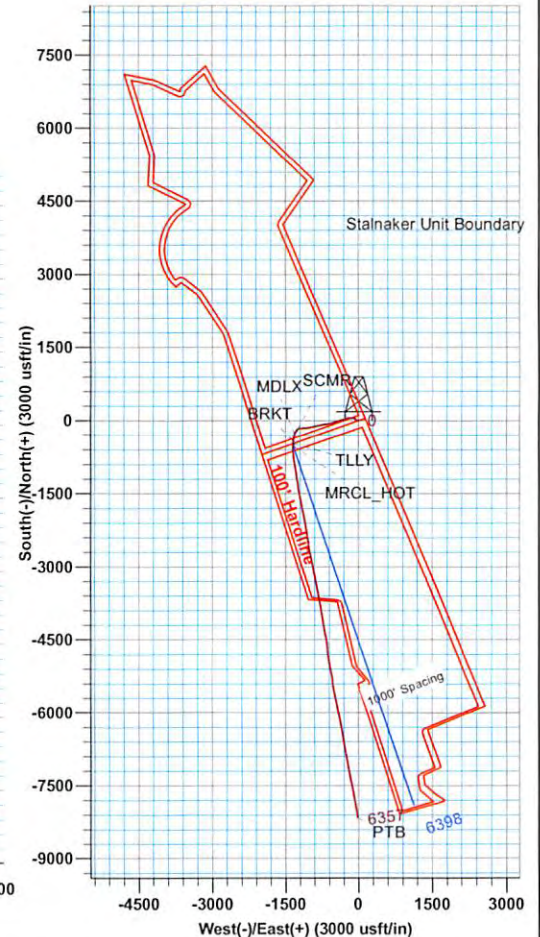 7500
6000
4500
Stalnaker Unit Boundary
3000
1500
MDLX
SCMR
BRKT
0
0
TLLY
MRCL_HOT
-1500
100' Hardline
-3000
-4500
1000' Spacing
-6000
-7500
6357
PTB
6398
-9000
00
-4500
-3000
-1500
0
1500
3000
South(-)/North(+) (3000 usft/in)
West(-)/East(+) (3000 usft/in)